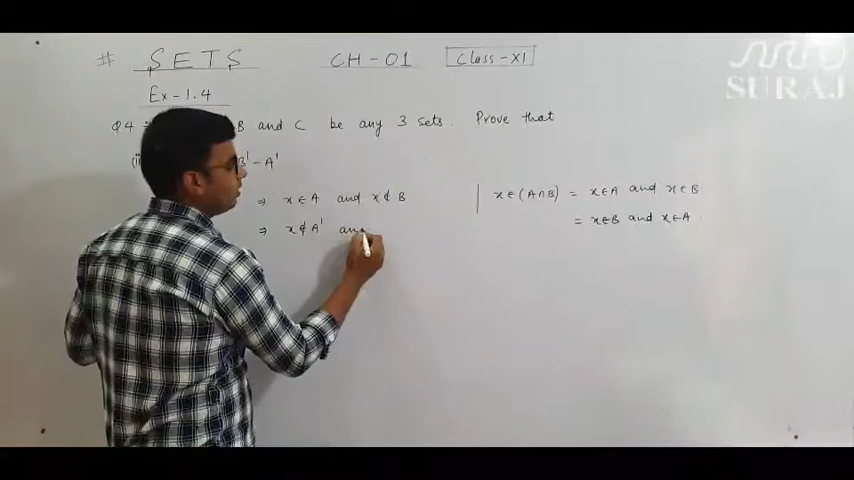 # SETS CH-01 Class-XI
SURAJ
Ex-1.4
Q4 B and C be any 3 sets. Prove that
B' - A'
⇒ x ∈ A and x ∉ B
⇒ x ∉ A' an
x ∈ (A ∩ B) = x ∈ A and x ∈ B
= x ∈ B and x ∈ A.